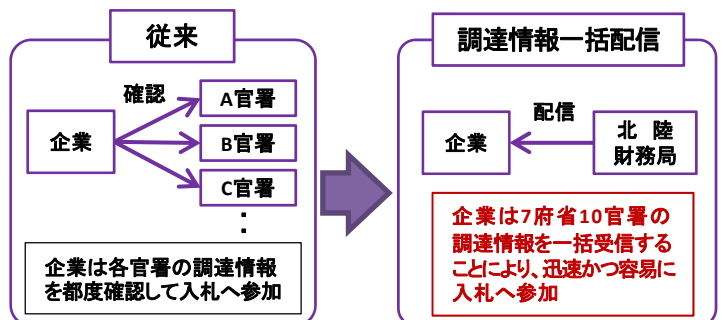 従来
確認
企業
A官署
B官署
C官署
・
・
企業は各官署の調達情報
を都度確認して入札へ参加
調達情報一括配信
企業
配信
北 陸
財務局
企業は7府省10官署の
調達情報を一括受信する
ことにより、迅速かつ容易に
入札へ参加